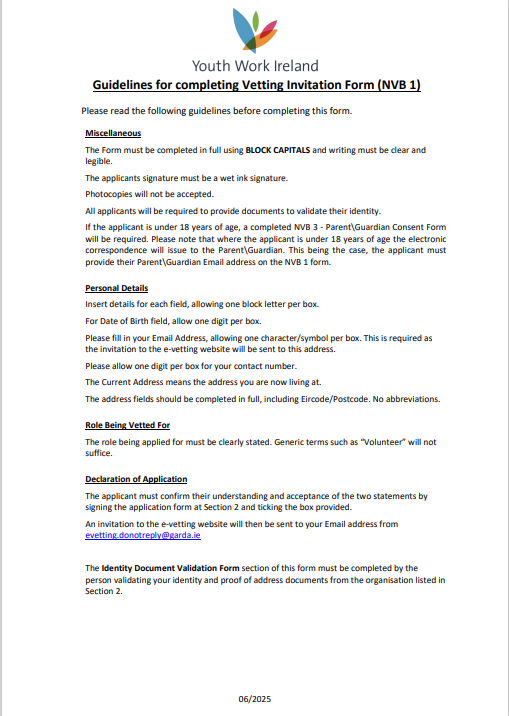 Youth Work Ireland
Guidelines for completing Vetting Invitation Form (NVB 1)
Please read the following guidelines before completing this form.
Miscellaneous
The Form must be completed in full using BLOCK CAPITALS and writing must be clear and
legible.
The applicants signature must be a wet ink signature.
Photocopies will not be accepted.
All applicants will be required to provide documents to validate their identity.
If the applicant is under 18 years of age, a completed NVB 3 - Parent\Guardian Consent Form
will be required. Please note that where the applicant is under 18 years of age the electronic
correspondence will issue to the Parent\Guardian. This being the case, the applicant must
provide their Parent\Guardian Email address on the NVB 1 form.
Personal Details
Insert details for each field, allowing one block letter per box.
For Date of Birth field, allow one digit per box.
Please fill in your Email Address, allowing one character/symbol per box. This is required as
the invitation to the e-vetting website will be sent to this address.
Please allow one digit per box for your contact number.
The Current Address means the address you are now living at.
The address fields should be completed in full, including Eircode/Postcode. No abbreviations.
Role Being Vetted For
The role being applied for must be clearly stated. Generic terms such as “Volunteer” will not
suffice.
Declaration of Application
The applicant must confirm their understanding and acceptance of the two statements by
signing the application form at Section 2 and ticking the box provided.
An invitation to the e-vetting website will then be sent to your Email address from
evetting.donotreply@garda.ie
The Identity Document Validation Form section of this form must be completed by the
person validating your identity and proof of address documents from the organisation listed in
Section 2.
06/2025